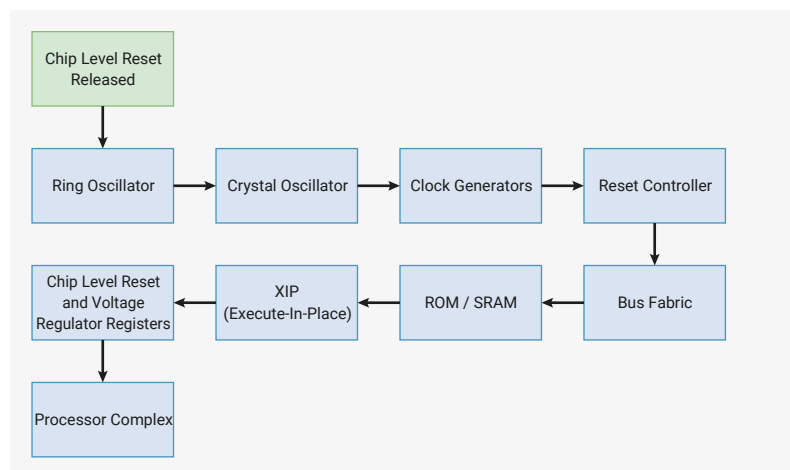 Chip Level Reset
Released
Ring Oscillator
Crystal Oscillator
Clock Generators
Reset Controller
Chip Level Reset
and Voltage
Regulator Registers
XIP
(Execute-In-Place)
ROM / SRAM
Bus Fabric
Processor Complex